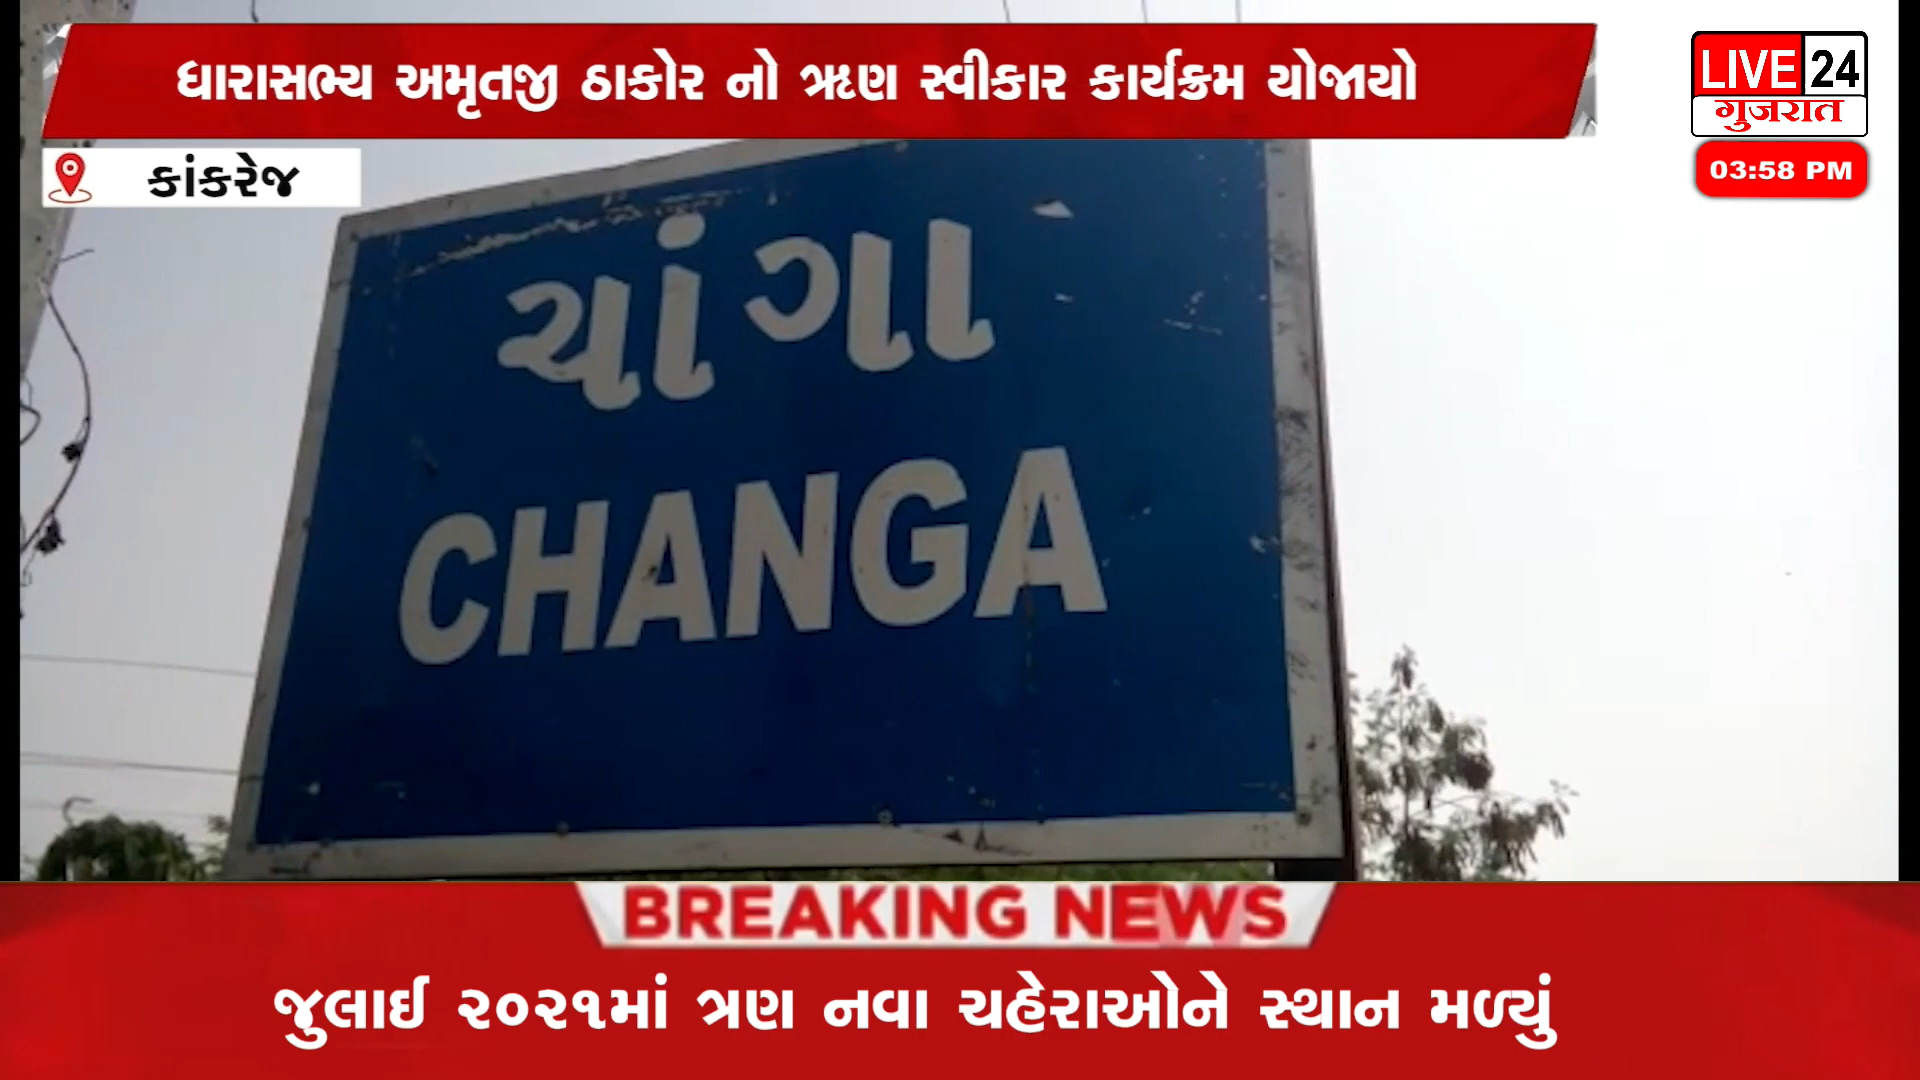 ધારાસભ્ય અમૃતજી ઠાકોર નો ઋણ સ્વીકાર કાર્યક્રમ યોજાયો
LIVE 24
ગુજરાત
03:58 PM
કાંકરેજ
ચાંગા
CHANGA
BREAKING NEWS
જુલાઈ ૨૦૨૧માં ત્રણ નવા ચહેરાઓને સ્થાન મળ્યું